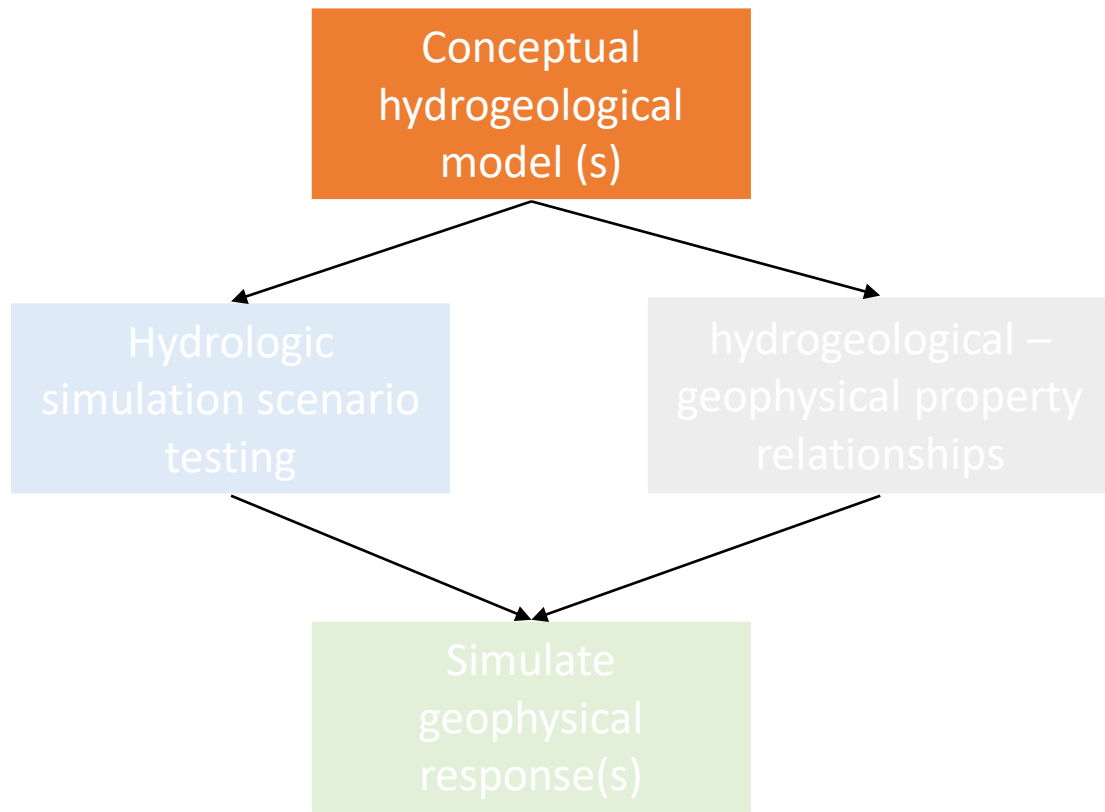 Conceptual
hydrogeological
model (s)
Hydrologic
simulation scenario
testing
hydrogeological –
geophysical property
relationships
Simulate
geophysical
response(s)